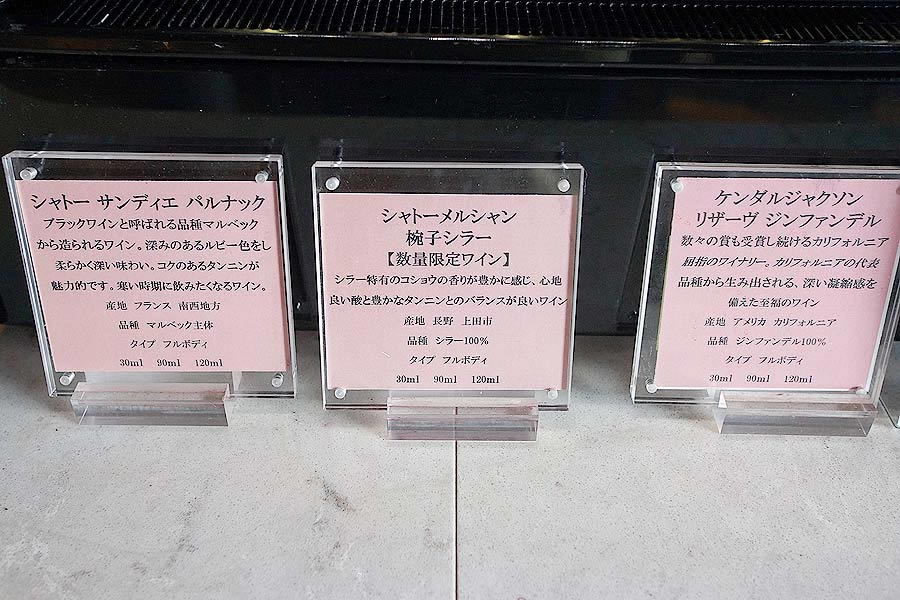 シャトー サンディエ パルナック
ブラックワインと呼ばれる品種マルベック
から造られるワイン。深みのあるルビー色をし
柔らかく深い味わい。コクのあるタンニンが
魅力的です。寒い時期に飲みたくなるワイン。
産地 フランス 南西地方
品種 マルベック主体
タイプ フルボディ
30ml 90ml 120ml
シャトーメルシャン
椀子シラー
【数量限定ワイン】
シラー特有のコショウの香りが豊かに感じ、心地
良い酸と豊かなタンニンとのバランスが良いワイン
産地 長野 上田市
品種 シラー100%
タイプ フルボディ
30ml 90ml 120ml
ケンダルジャクソン
リザーヴ ジンファンデル
数々の賞も受賞し続けるカリフォルニア
屈指のワイナリー。カリフォルニアの代表
品種から生み出される、深い凝縮感を
備えた至福のワイン
産地 アメリカ カリフォルニア
品種 ジンファンデル100%
タイプ フルボディ
30ml 90ml 120ml